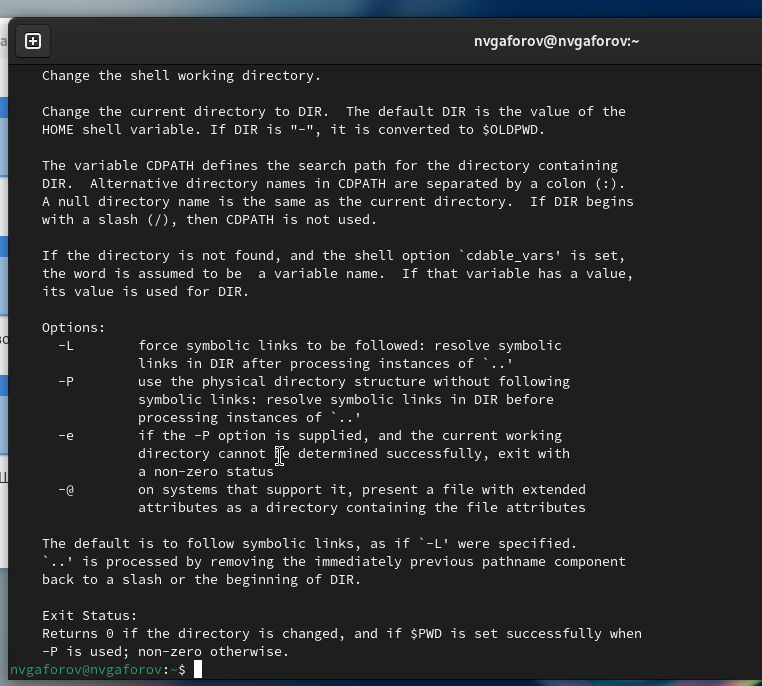 nvgaforov@nvgaforov:~
Change the shell working directory.
Change the current directory to DIR.  The default DIR is the value of the
HOME shell variable. If DIR is "-", it is converted to $OLDPWD.
The variable CDPATH defines the search path for the directory containing
DIR.  Alternative directory names in CDPATH are separated by a colon (:).
A null directory name is the same as the current directory.  If DIR begins
with a slash (/), then CDPATH is not used.
If the directory is not found, and the shell option `cdable_vars' is set,
the word is assumed to be  a variable name.  If that variable has a value,
its value is used for DIR.
Options:
-L        force symbolic links to be followed: resolve symbolic
links in DIR after processing instances of `..'
-P        use the physical directory structure without following
symbolic links: resolve symbolic links in DIR before
processing instances of `..'
-e        if the -P option is supplied, and the current working
directory cannot be determined successfully, exit with
a non-zero status
-@        on systems that support it, present a file with extended
attributes as a directory containing the file attributes
The default is to follow symbolic links, as if `-L' were specified.
`..' is processed by removing the immediately previous pathname component
back to a slash or the beginning of DIR.
Exit Status:
Returns 0 if the directory is changed, and if $PWD is set successfully when
-P is used; non-zero otherwise.
nvgaforov@nvgaforov:~$